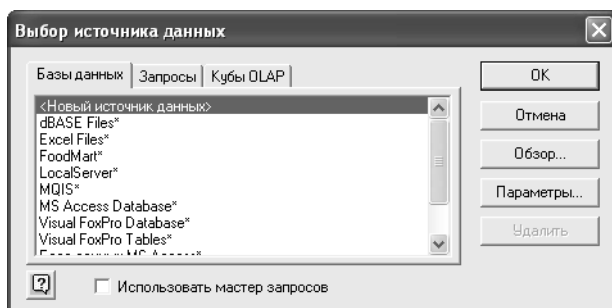 Выбор источника данных
Базы данных Запросы Кубы OLAP
<Новый источник данных>
dBASE Files*
Excel Files*
FoodMart*
LocalServer*
MQIS*
MS Access Database*
Visual FoxPro Database*
Visual FoxPro Tables*
OK
Отмена
Обзор...
Параметры...
Удалить
Использовать мастер запросов